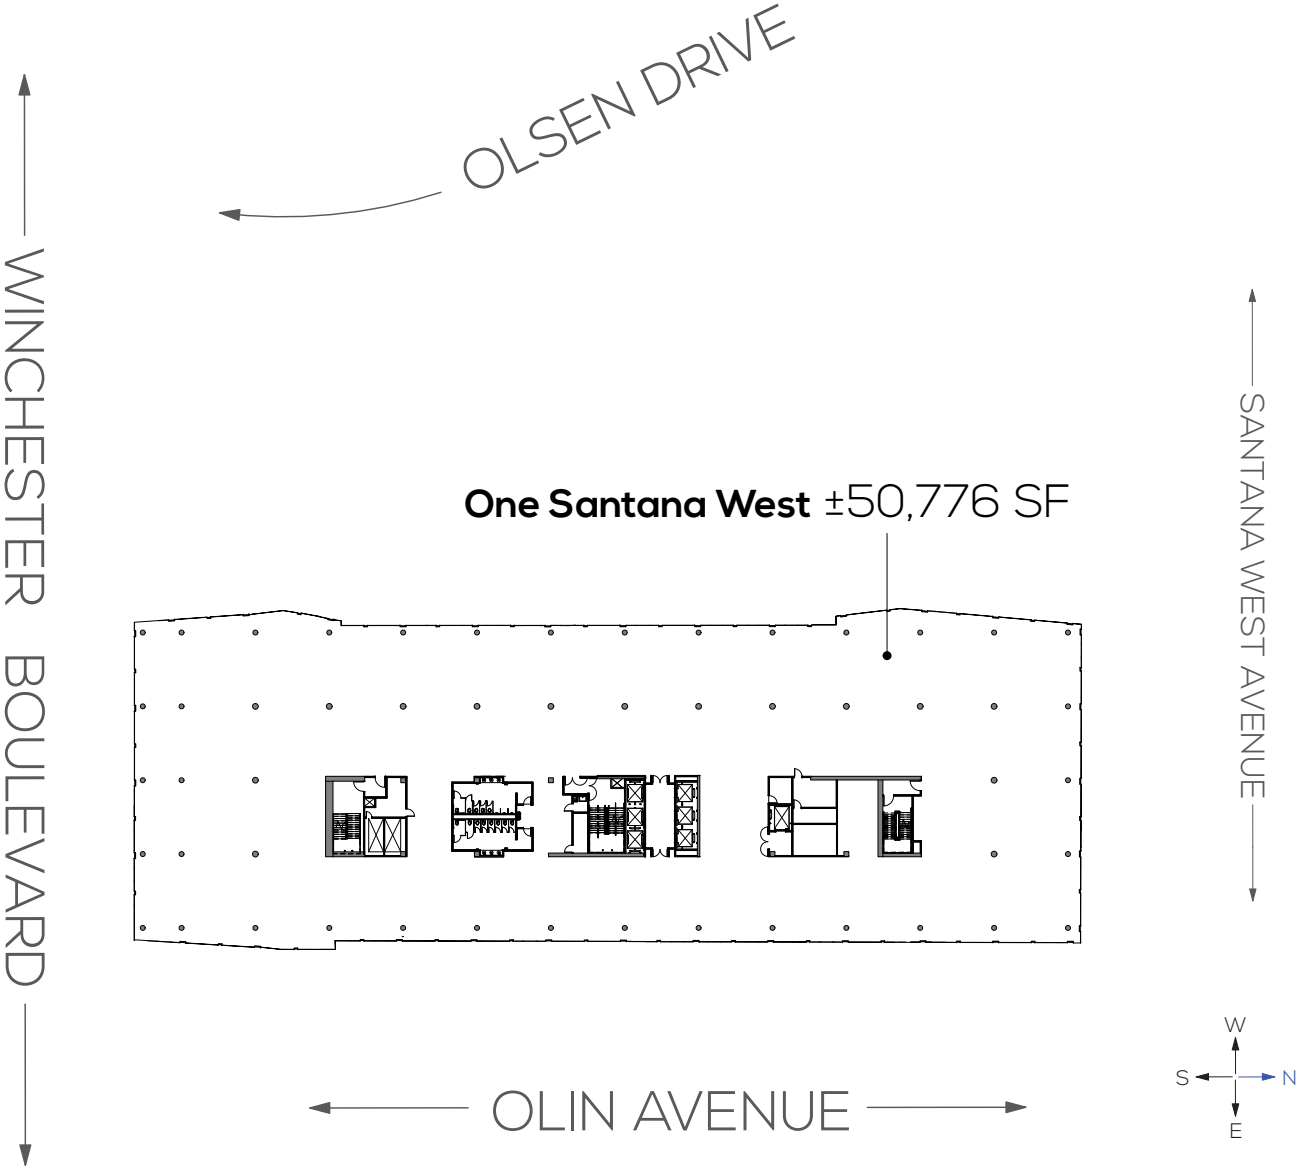 OLSEN DRIVE
WINCHESTER BOULEVARD
One Santana West ±50,776 SF
SANTANA WEST AVENUE
OLIN AVENUE
W
S N
E